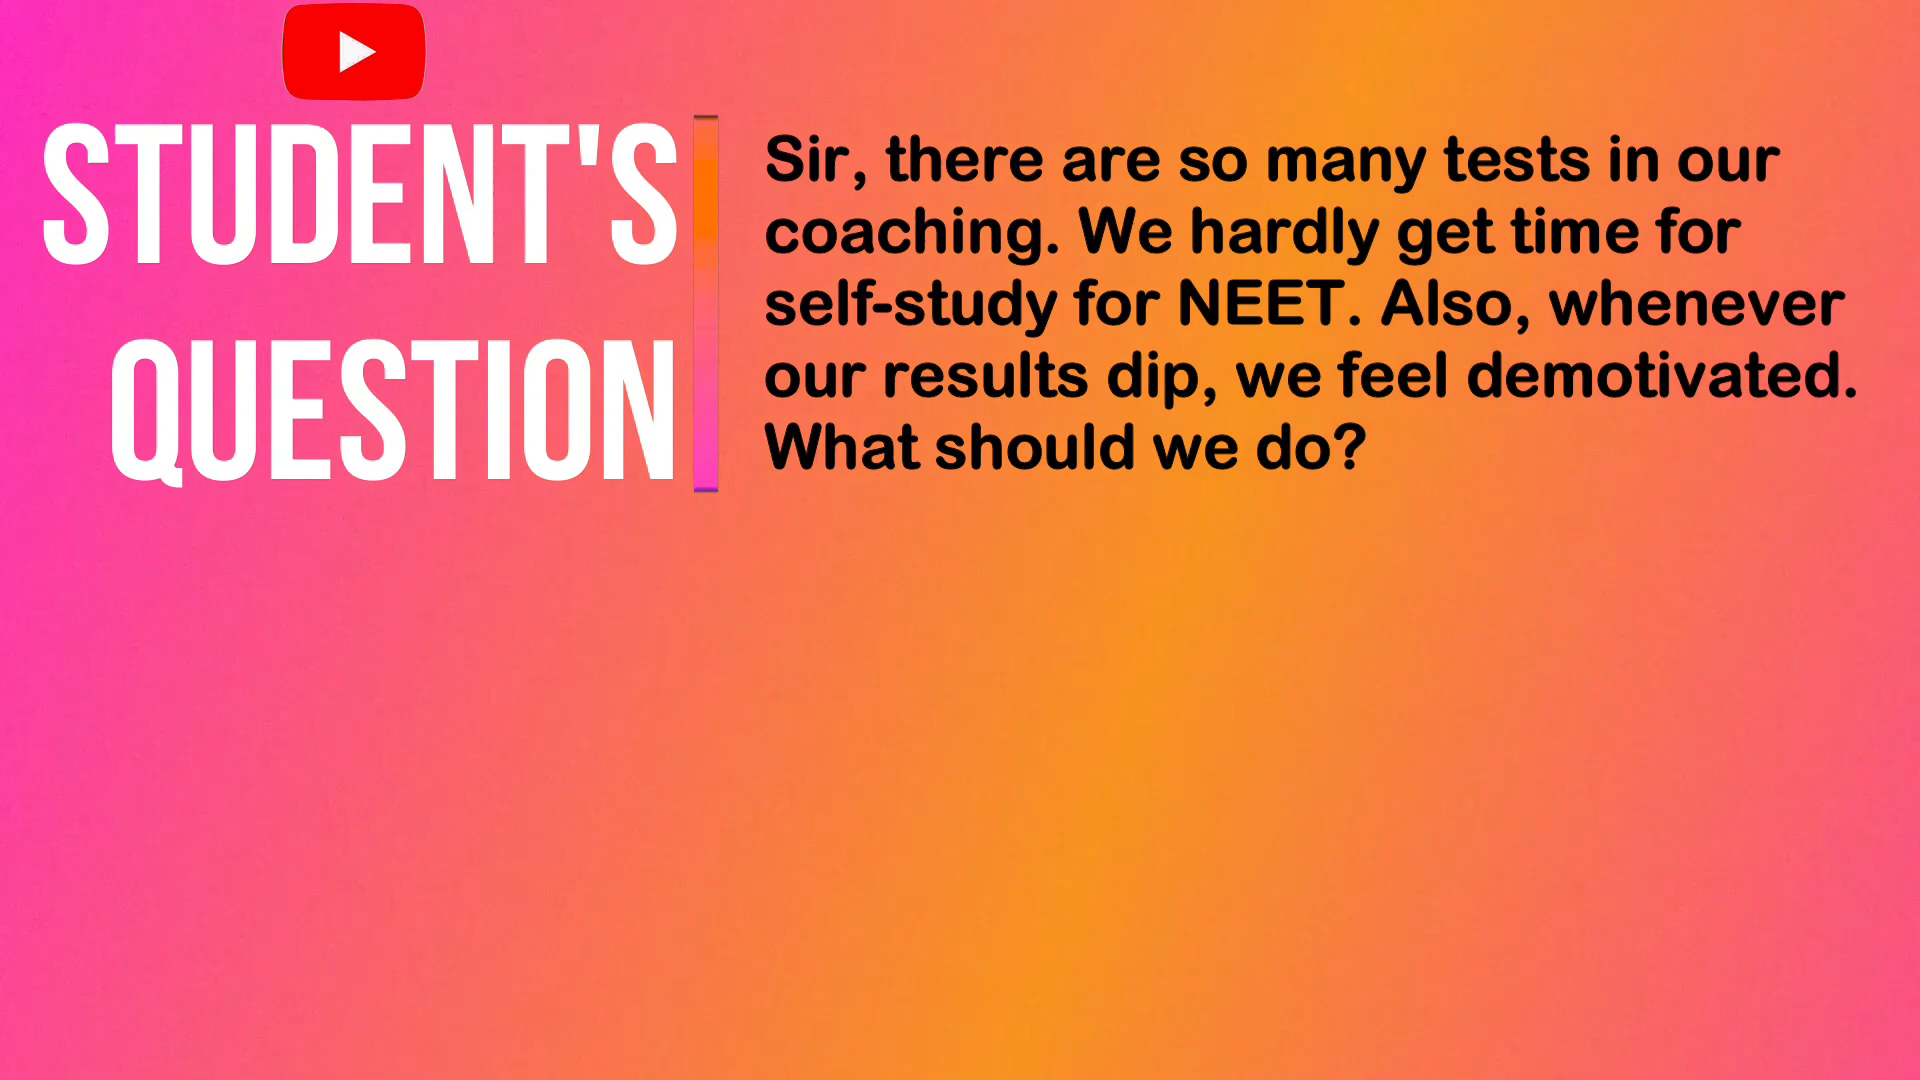 STUDENT'S
QUESTION
Sir, there are so many tests in our
coaching. We hardly get time for
self-study for NEET. Also, whenever
our results dip, we feel demotivated.
What should we do?